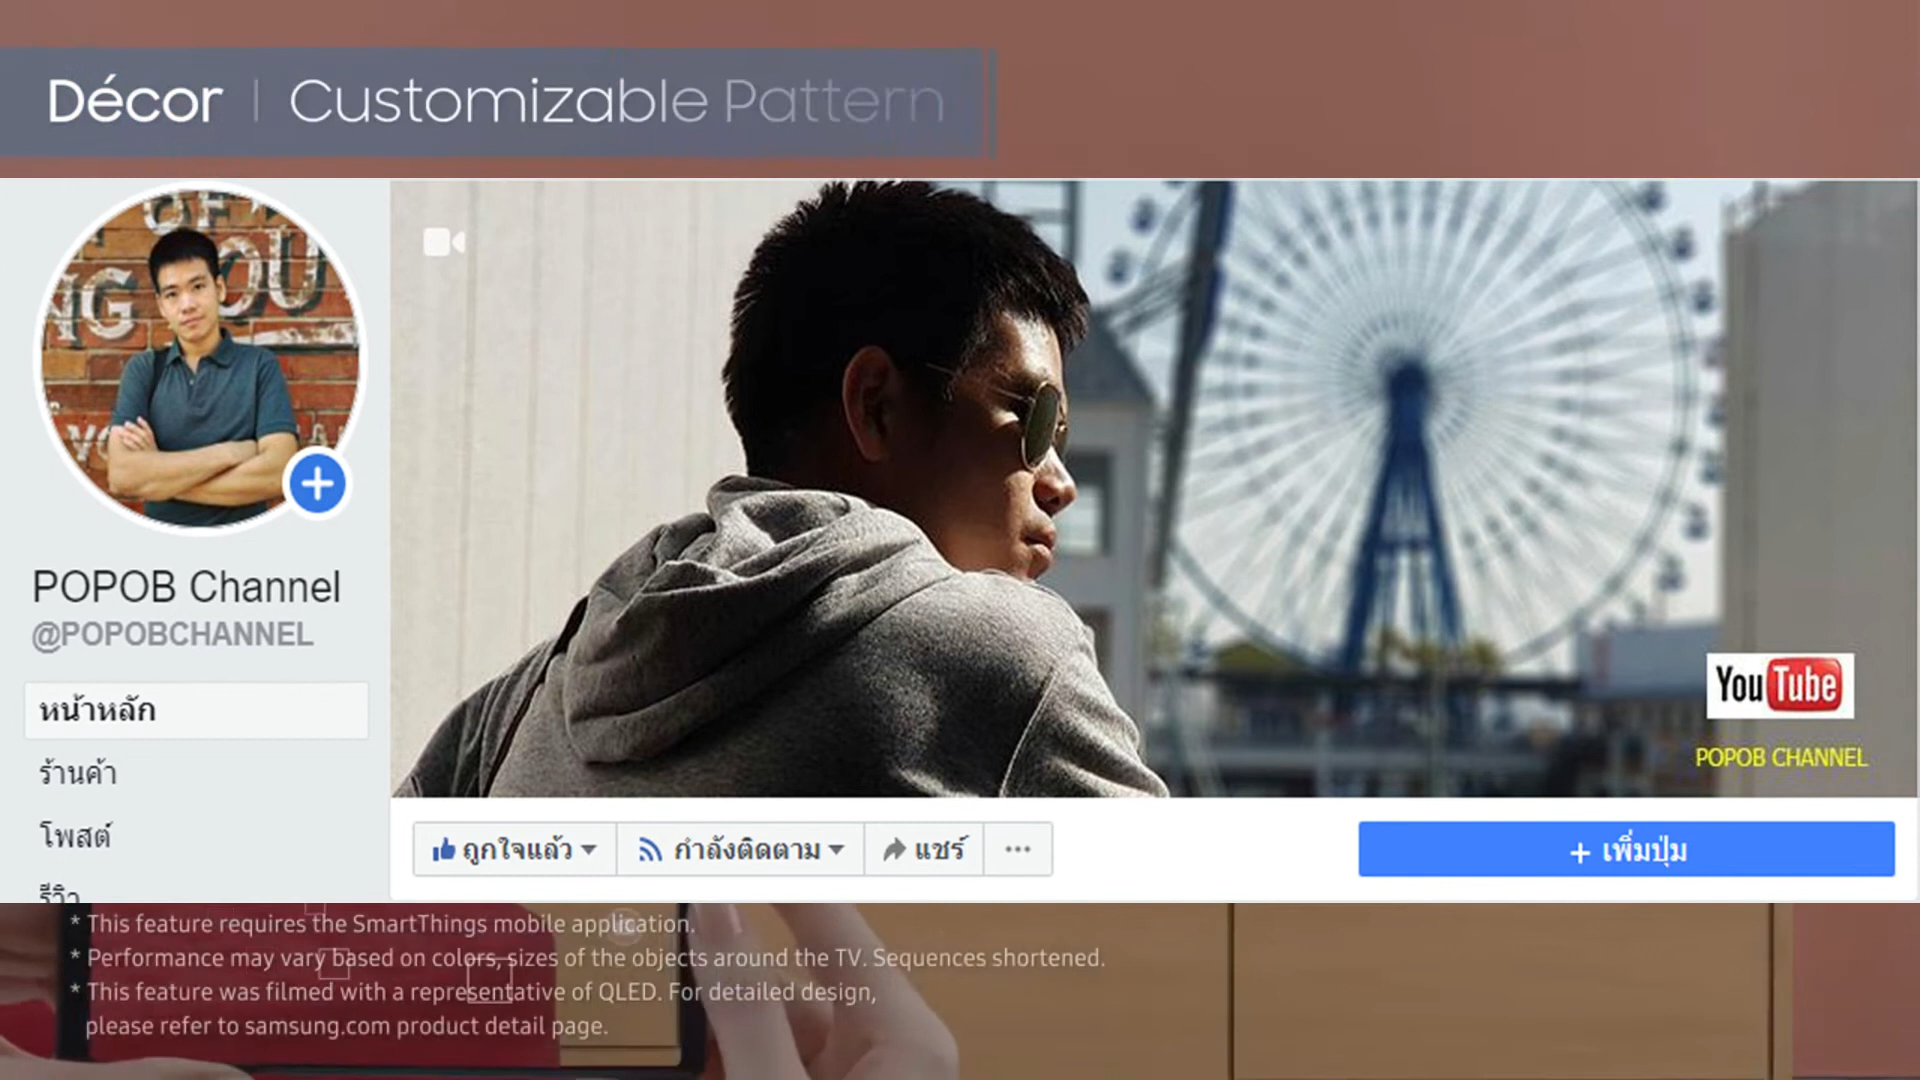 Décor | Customizable Pattern
POPOB Channel
@POPOBCHANNEL
หน้าหลัก
ร้านค้า
โพสต์
รีวิว
YouTube
POPOB CHANNEL
ถูกใจแล้ว
กำลังติดตาม
แชร์
+ เพิ่มปุ่ม
* This feature requires the SmartThings mobile application.
* Performance may vary based on colors, sizes of the objects around the TV. Sequences shortened.
* This feature was filmed with a representative of QLED. For detailed design,
please refer to samsung.com product detail page.